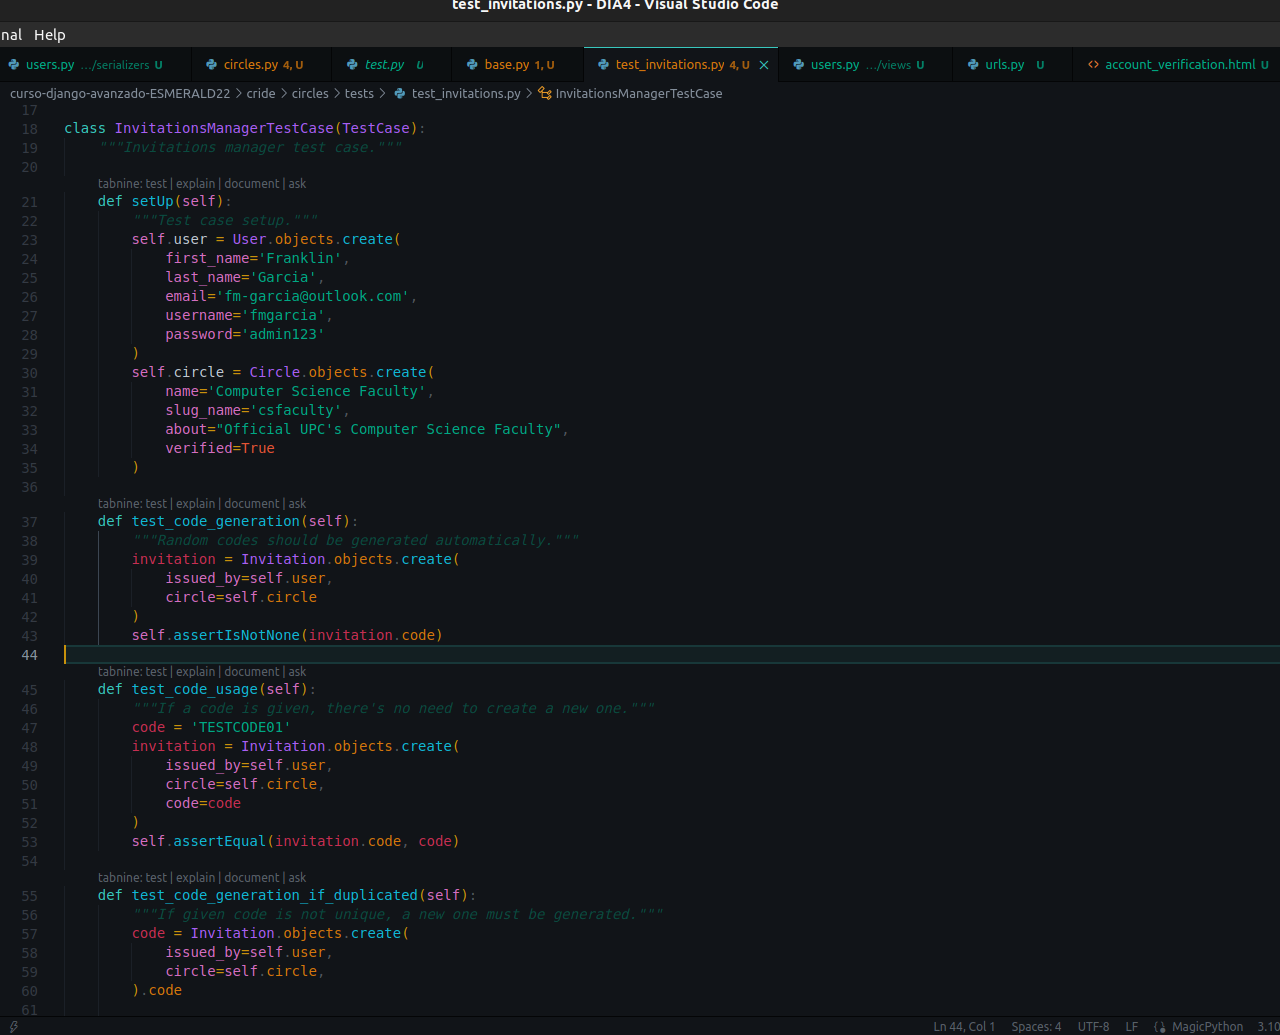 test_invitations.py - DIA4 - Visual Studio Code
nal Help
users.py .../serializers U circles.py 4, U test.py U base.py 1, U test_invitations.py 4, U users.py .../views U urls.py U account_verification.html U
curso-django-avanzado-ESMERALD22 > cride > circles > tests > test_invitations.py > InvitationsManagerTestCase
17
18 class InvitationsManagerTestCase(TestCase):
19 """Invitations manager test case."""
20
tabnine: test | explain | document | ask
21 def setUp(self):
22 """Test case setup."""
23 self.user = User.objects.create(
24 first_name='Franklin',
25 last_name='Garcia',
26 email='fm-garcia@outlook.com',
27 username='fmgarcia',
28 password='admin123'
29 )
30 self.circle = Circle.objects.create(
31 name='Computer Science Faculty',
32 slug_name='csfaculty',
33 about="Official UPC's Computer Science Faculty",
34 verified=True
35 )
36
tabnine: test | explain | document | ask
37 def test_code_generation(self):
38 """Random codes should be generated automatically."""
39 invitation = Invitation.objects.create(
40 issued_by=self.user,
41 circle=self.circle
42 )
43 self.assertIsNotNone(invitation.code)
44
tabnine: test | explain | document | ask
45 def test_code_usage(self):
46 """If a code is given, there's no need to create a new one."""
47 code = 'TESTCODE01'
48 invitation = Invitation.objects.create(
49 issued_by=self.user,
50 circle=self.circle,
51 code=code
52 )
53 self.assertEqual(invitation.code, code)
54
tabnine: test | explain | document | ask
55 def test_code_generation_if_duplicated(self):
56 """If given code is not unique, a new one must be generated."""
57 code = Invitation.objects.create(
58 issued_by=self.user,
59 circle=self.circle,
60 ).code
61
Ln 44, Col 1 Spaces: 4 UTF-8 LF MagicPython 3.10